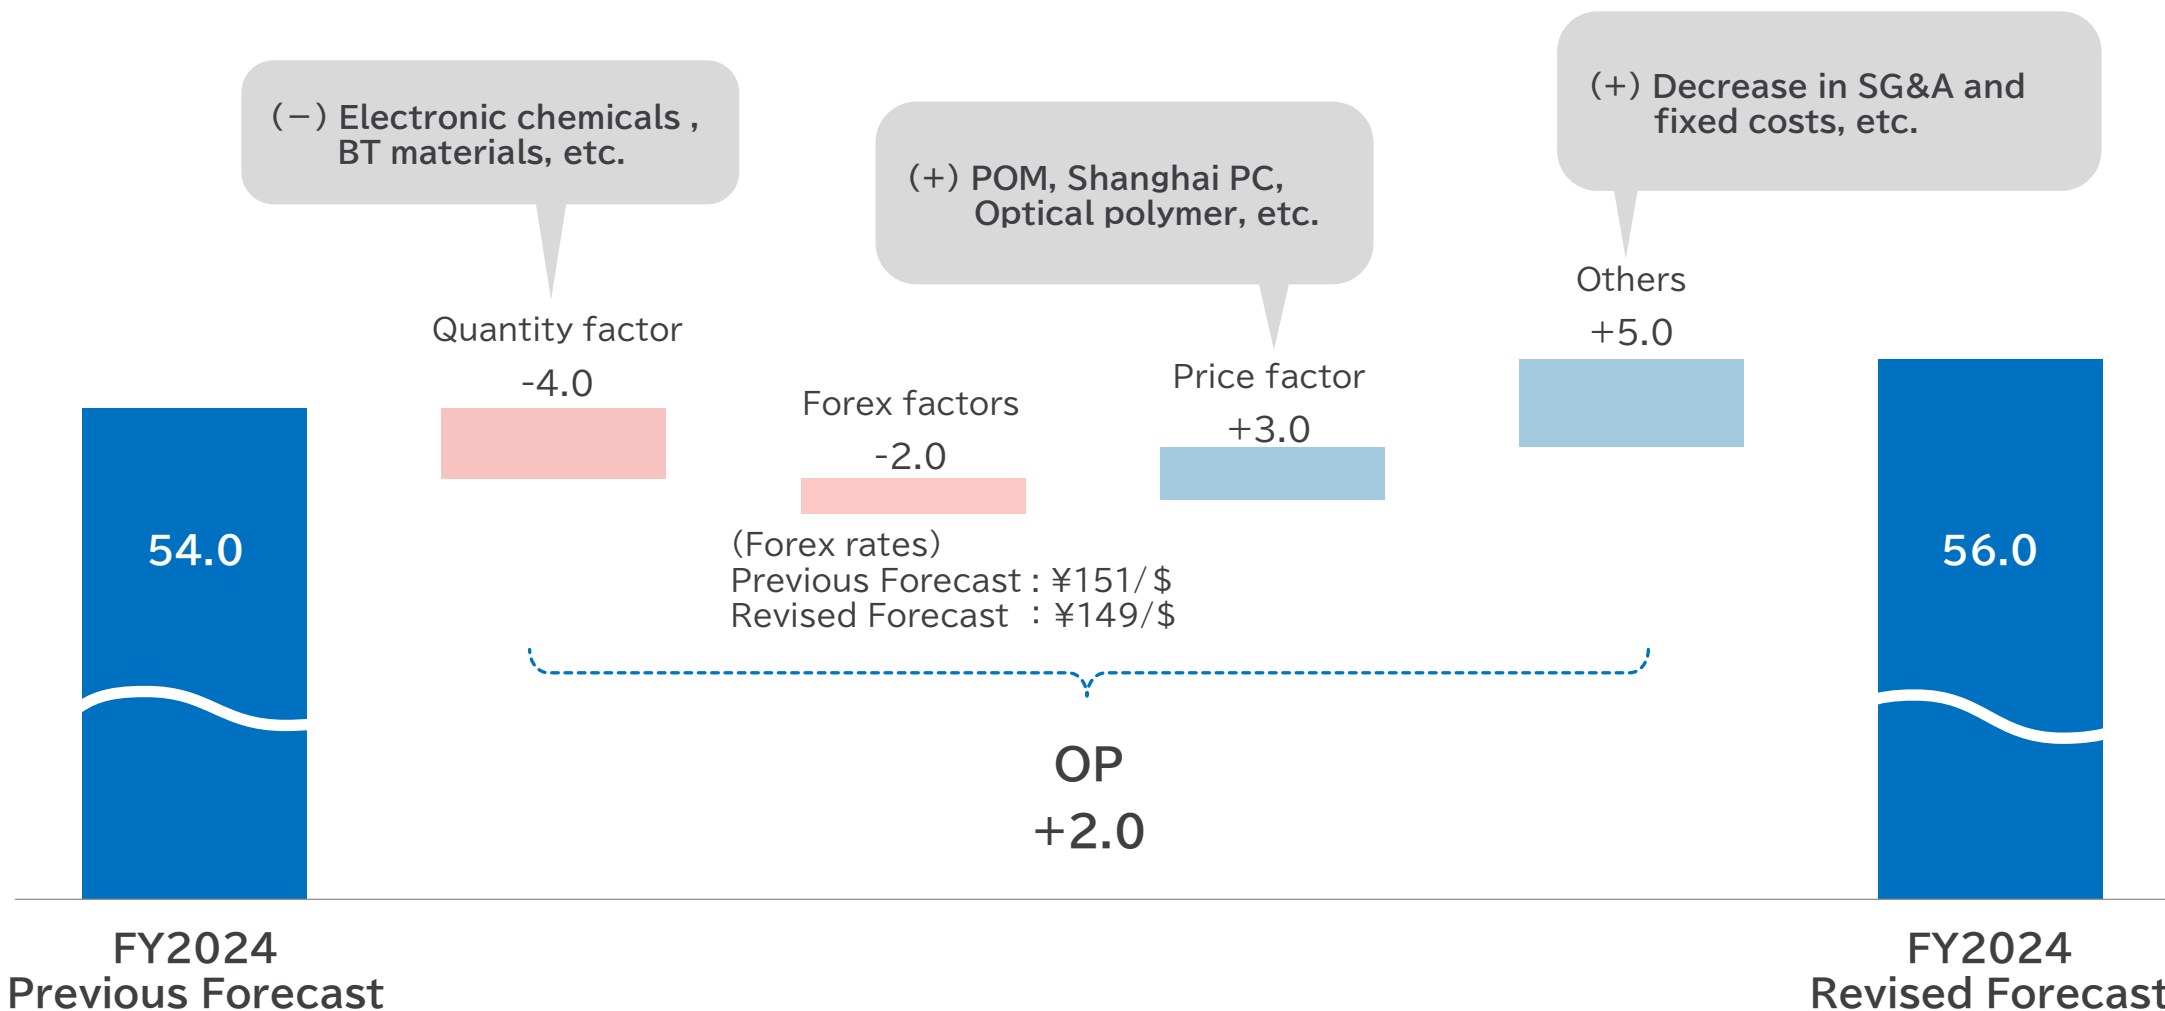 (－) Electronic chemicals ,
BT materials, etc.
(+) POM, Shanghai PC,
Optical polymer, etc.
(+) Decrease in SG&A and
fixed costs, etc.
Quantity factor
-4.0
Forex factors
-2.0
Price factor
+3.0
Others
+5.0
54.0
(Forex rates)
Previous Forecast : ¥151/$
Revised Forecast ：¥149/$
56.0
OP
+2.0
FY2024
Previous Forecast
FY2024
Revised Forecast